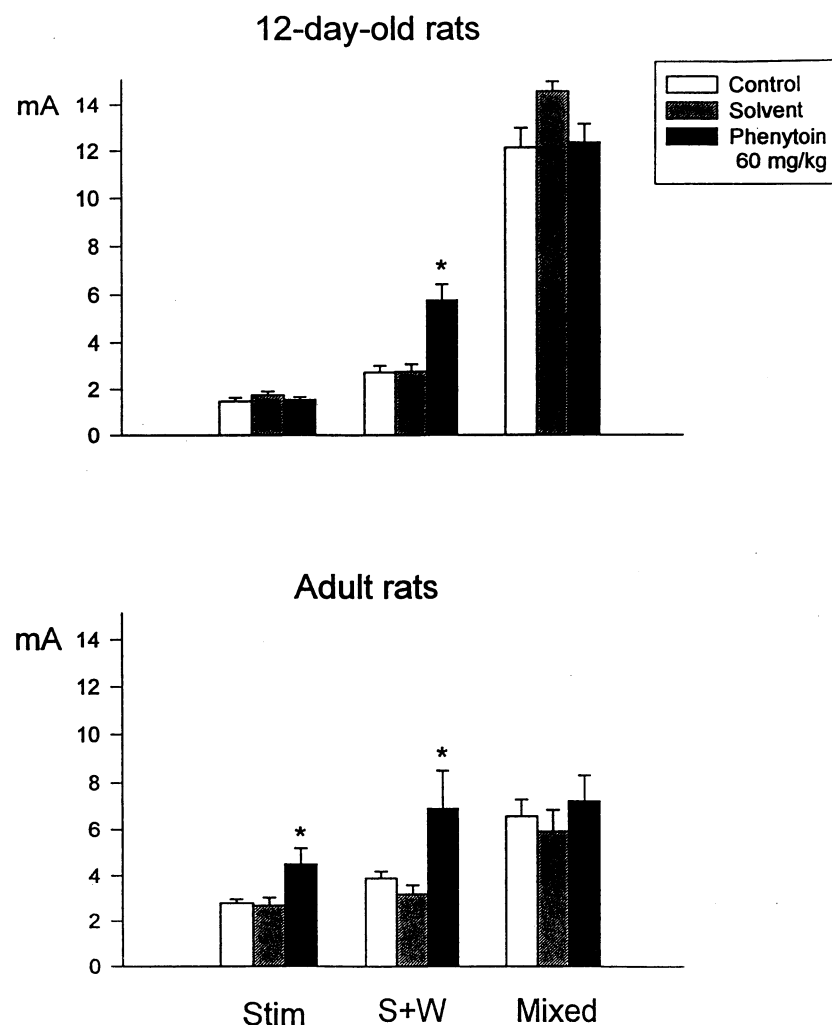 12-day-old rats
mA
14
12
10
8
6
4
2
0
*
Control
Solvent
Phenytoin
60 mg/kg
Adult rats
mA
14
12
10
8
6
4
2
0
*
*
Stim S+W Mixed